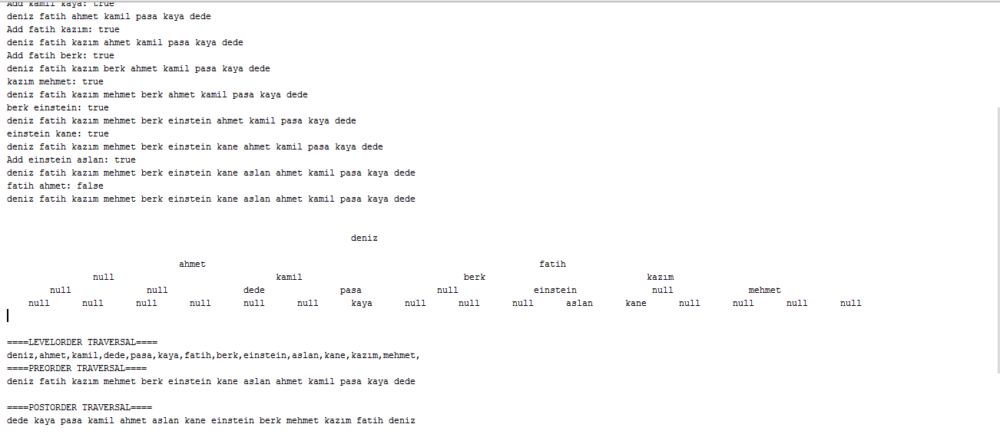 Add kamil kaya: true
deniz fatih ahmet kamil pasa kaya dede
Add fatih kazım: true
deniz fatih kazım ahmet kamil pasa kaya dede
Add fatih berk: true
deniz fatih kazım berk ahmet kamil pasa kaya dede
kazım mehmet: true
deniz fatih kazım mehmet berk ahmet kamil pasa kaya dede
berk einstein: true
deniz fatih kazım mehmet berk einstein ahmet kamil pasa kaya dede
einstein kane: true
deniz fatih kazım mehmet berk einstein kane ahmet kamil pasa kaya dede
Add einstein aslan: true
deniz fatih kazım mehmet berk einstein kane aslan ahmet kamil pasa kaya dede
fatih ahmet: false
deniz fatih kazım mehmet berk einstein kane aslan ahmet kamil pasa kaya dede
deniz
ahmet fatih
null kamil berk kazım
null null dede pasa null einstein null mehmet
null null null null null null kaya null null null aslan kane null null null null
====LEVELORDER TRAVERSAL====
deniz,ahmet,kamil,dede,pasa,kaya,fatih,berk,einstein,aslan,kane,kazım,mehmet,
====PREORDER TRAVERSAL====
deniz fatih kazım mehmet berk einstein kane aslan ahmet kamil pasa kaya dede
====POSTORDER TRAVERSAL====
dede kaya pasa kamil ahmet aslan kane einstein berk mehmet kazım fatih deniz